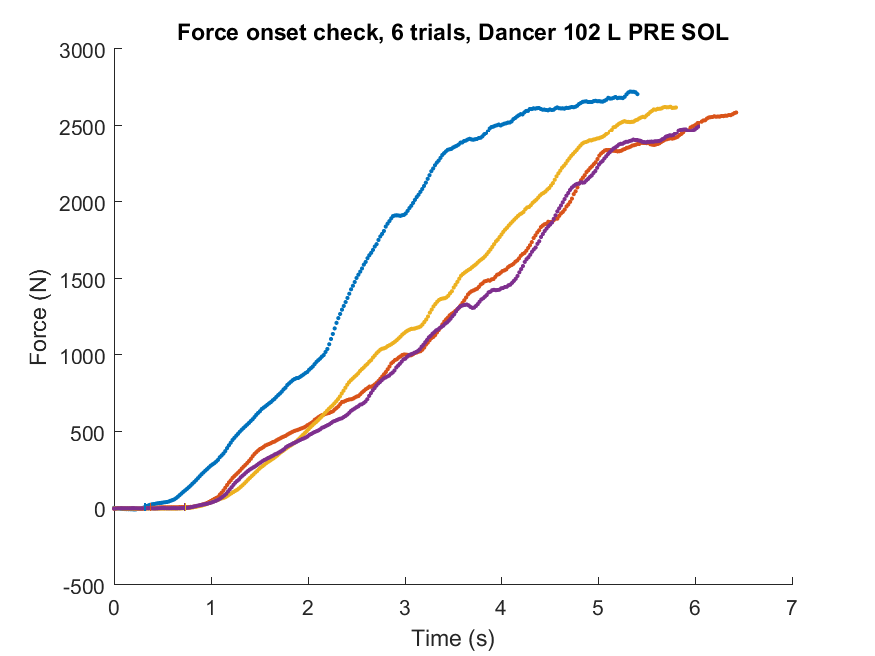 Force onset check, 6 trials, Dancer 102 L PRE SOL
3000
2500
2000
1500
1000
500
0
-500
Force (N)
0 1 2 3 4 5 6 7
Time (s)